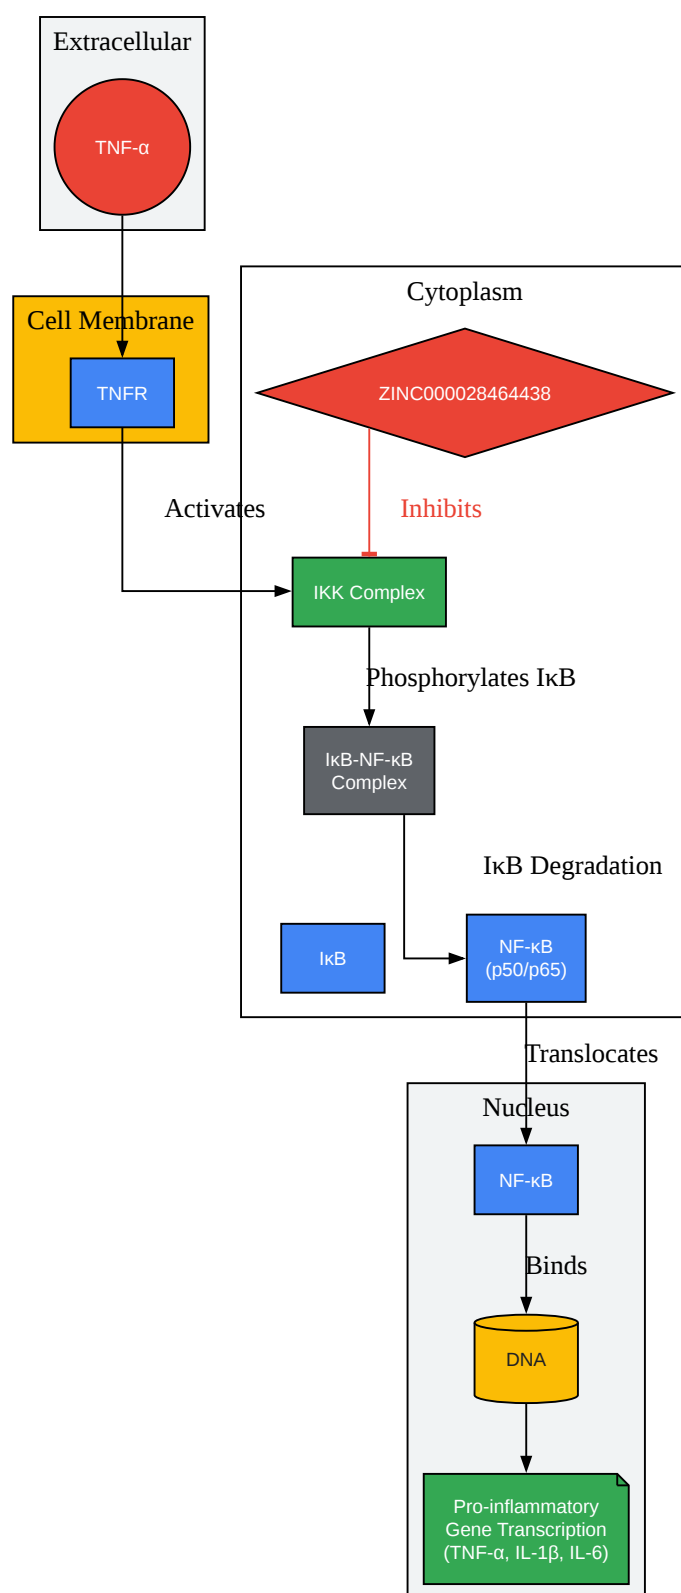 Extracellular
TNF-α
Cell Membrane
TNFR
Cytoplasm
ZINC000028464438
Activates
Inhibits
IKK Complex
Phosphorylates IκB
IκB-NF-κB
Complex
IκB Degradation
IκB
NF-κB
(p50/p65)
Translocates
Nucleus
NF-κB
Binds
DNA
Pro-inflammatory
Gene Transcription
(TNF-α, IL-1β, IL-6)